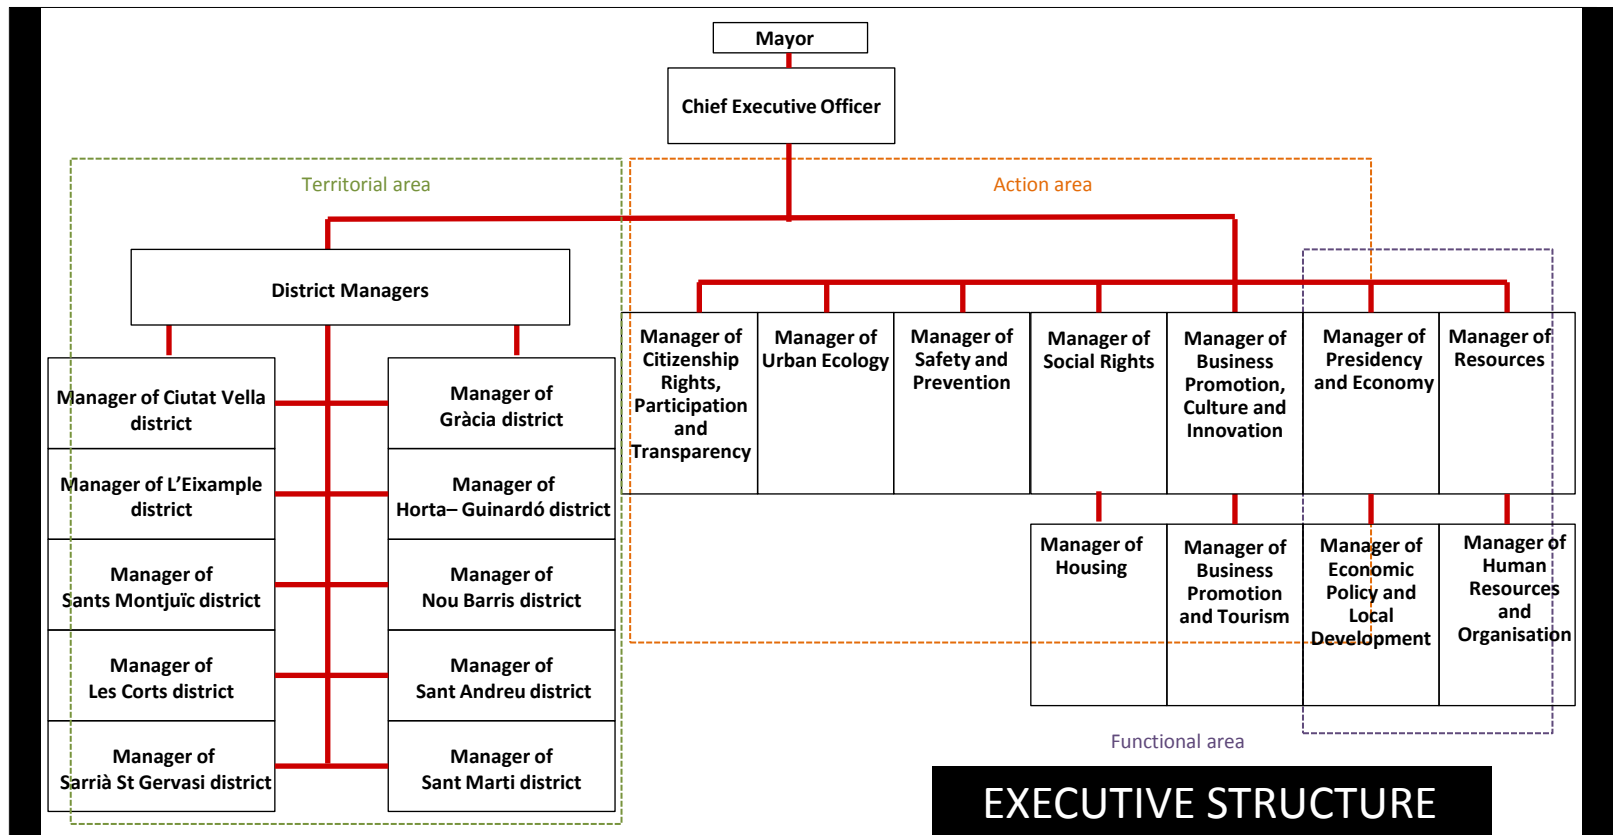 Mayor
Chief Executive Officer
Territorial area
Action area
District Managers
Manager of Ciutat Vella
district
Manager of
Gràcia district
Manager of L'Eixample
district
Manager of
Horta– Guinardó district
Manager of
Sants Montjuïc district
Manager of
Nou Barris district
Manager of
Les Corts district
Manager of
Sant Andreu district
Manager of
Sarrià St Gervasi district
Manager of
Sant Marti district
Manager of
Citizenship
Rights,
Participation
and
Transparency
Manager of
Urban Ecology
Manager of
Safety and
Prevention
Manager of
Social Rights
Manager of
Business
Promotion,
Culture and
Innovation
Manager of
Presidency
and Economy
Manager of
Resources
Manager of
Housing
Manager of
Business
Promotion
and Tourism
Manager of
Economic
Policy and
Local
Development
Manager of
Human
Resources
and
Organisation
Functional area
EXECUTIVE STRUCTURE